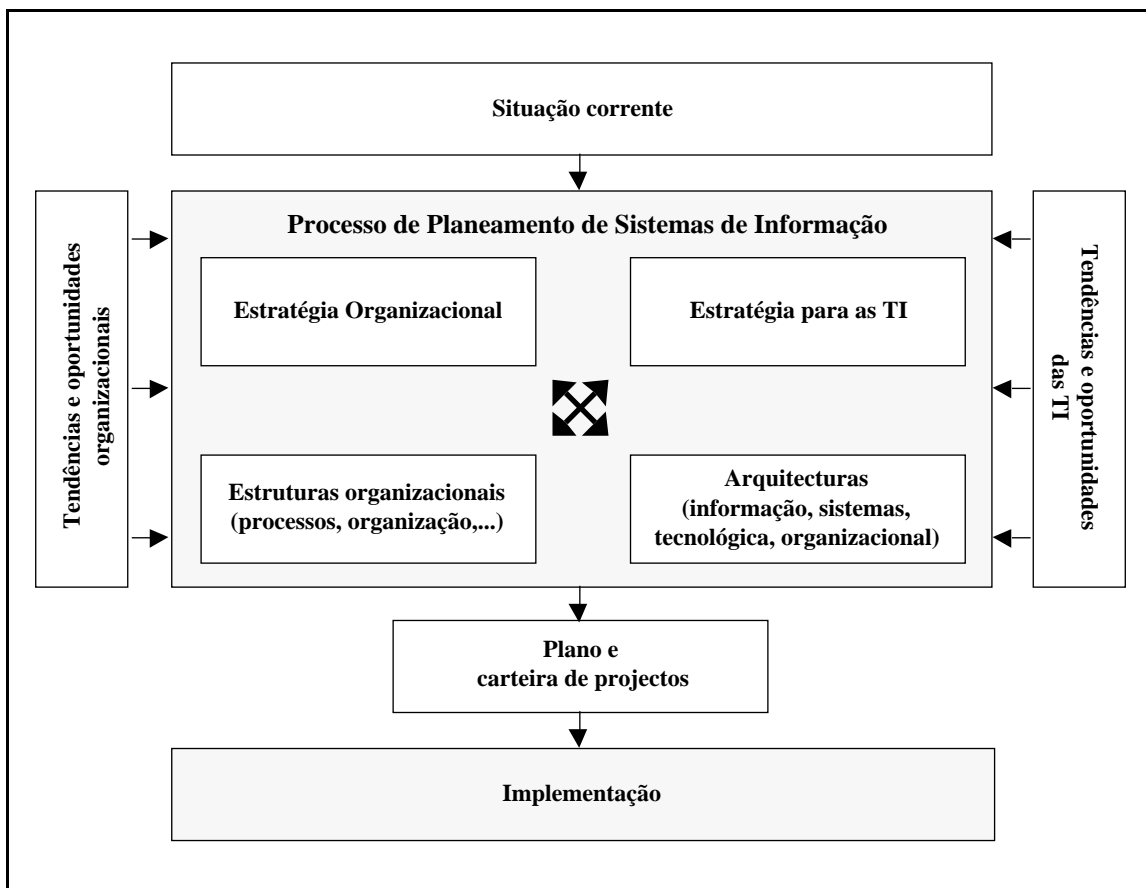 Situação corrente
Processo de Planeamento de Sistemas de Informação
Tendências e oportunidades
organizacionais
Estratégia Organizacional
Estratégia para as TI
Tendências e oportunidades
das TI
Estruturas organizacionais
(processos, organização,...)
Arquitecturas
(informação, sistemas,
tecnológica, organizacional)
Plano e
carteira de projectos
Implementação